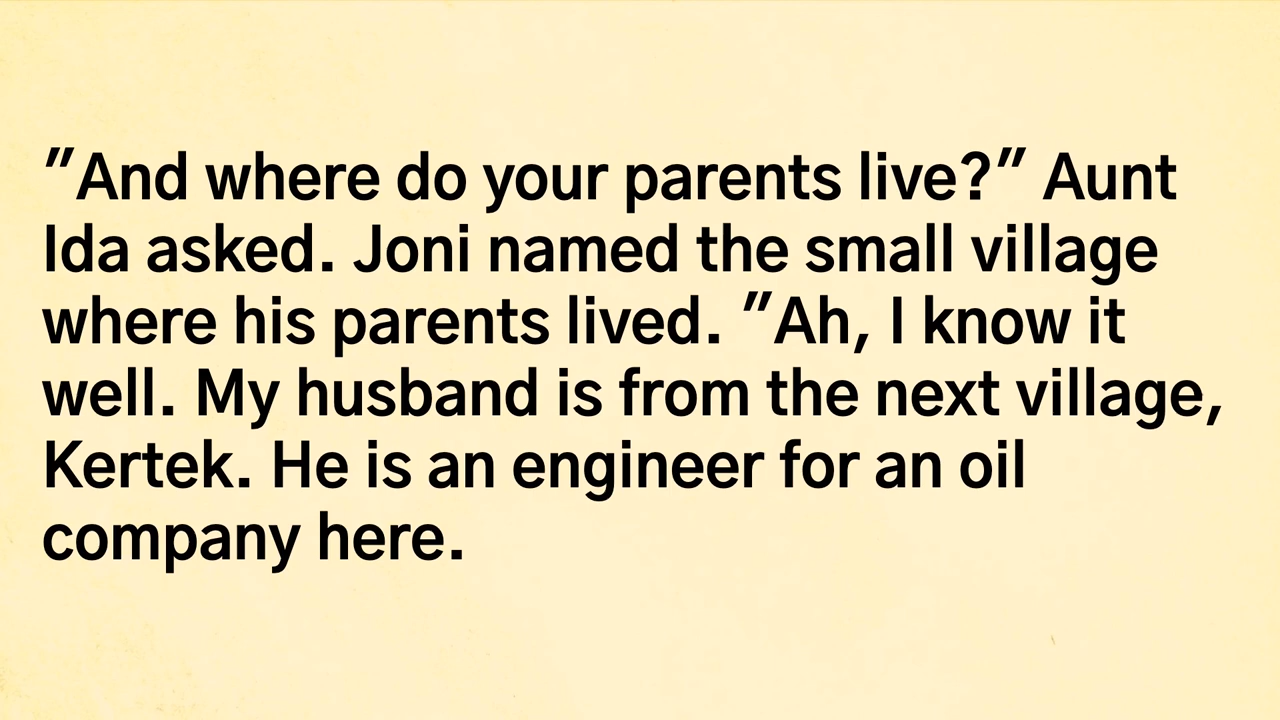 "And where do your parents live?" Aunt
Ida asked. Joni named the small village
where his parents lived. "Ah, I know it
well. My husband is from the next village,
Kertek. He is an engineer for an oil
company here.